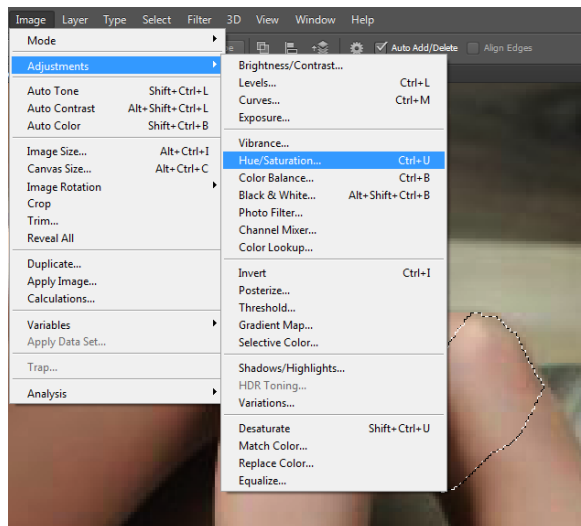 Image Layer Type Select Filter 3D View Window Help
Auto Add/Delete Align Edges
Mode
Adjustments
Auto Tone Shift+Ctrl+L
Auto Contrast Alt+Shift+Ctrl+L
Auto Color Shift+Ctrl+B
Image Size... Alt+Ctrl+I
Canvas Size... Alt+Ctrl+C
Image Rotation
Crop
Trim...
Reveal All
Duplicate...
Apply Image...
Calculations...
Variables
Apply Data Set...
Trap...
Analysis
Brightness/Contrast...
Levels... Ctrl+L
Curves... Ctrl+M
Exposure...
Vibrance...
Hue/Saturation... Ctrl+U
Color Balance... Ctrl+B
Black & White... Alt+Shift+Ctrl+B
Photo Filter...
Channel Mixer...
Color Lookup...
Invert Ctrl+I
Posterize...
Threshold...
Gradient Map...
Selective Color...
Shadows/Highlights...
HDR Toning...
Variations...
Desaturate Shift+Ctrl+U
Match Color...
Replace Color...
Equalize...